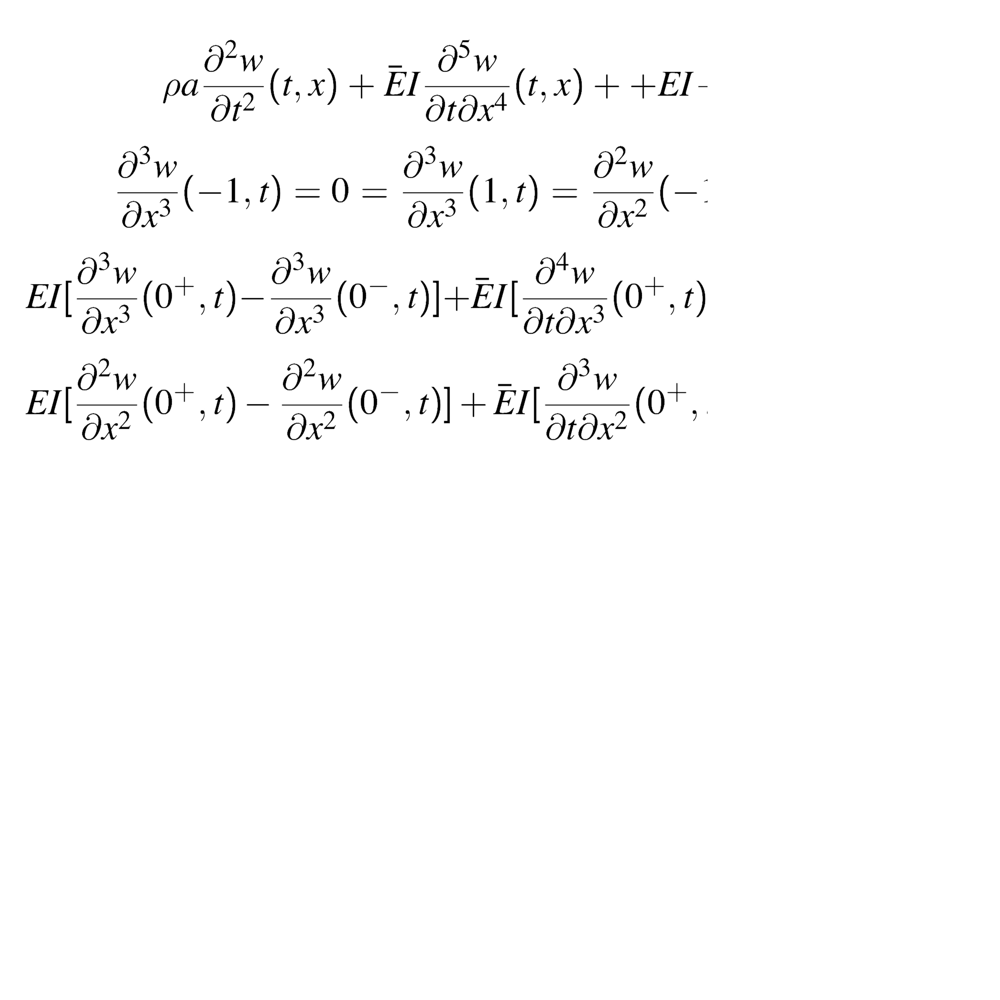 ρa ∂²w/∂t² (t, x) + ĒI ∂⁵w/∂t∂x⁴ (t, x) + +EI
∂³w/∂x³ (−1, t) = 0 = ∂³w/∂x³ (1, t) = ∂²w/∂x² (−
EI[∂³w/∂x³ (0⁺, t)−∂³w/∂x³ (0⁻, t)]+ĒI[∂⁴w/∂t∂x³ (0⁺, t)
EI[∂²w/∂x² (0⁺, t) − ∂²w/∂x² (0⁻, t)] + ĒI[∂³w/∂t∂x² (0⁺,